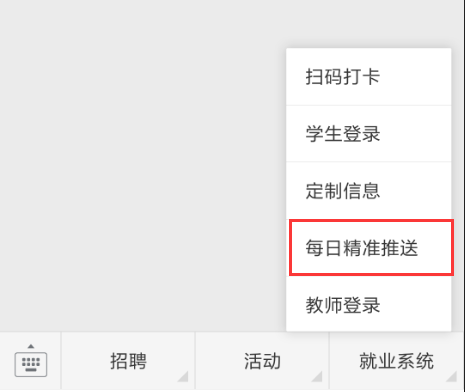 扫码打卡
学生登录
定制信息
每日精准推送
教师登录
招聘
活动
就业系统